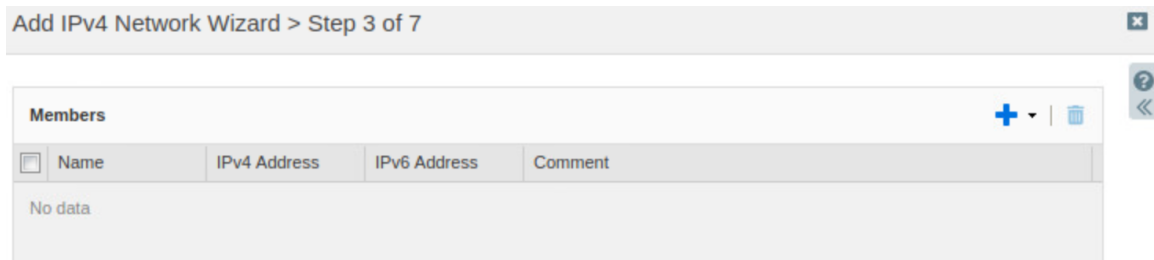 Add IPv4 Network Wizard > Step 3 of 7
Members
Name IPv4 Address IPv6 Address Comment
No data